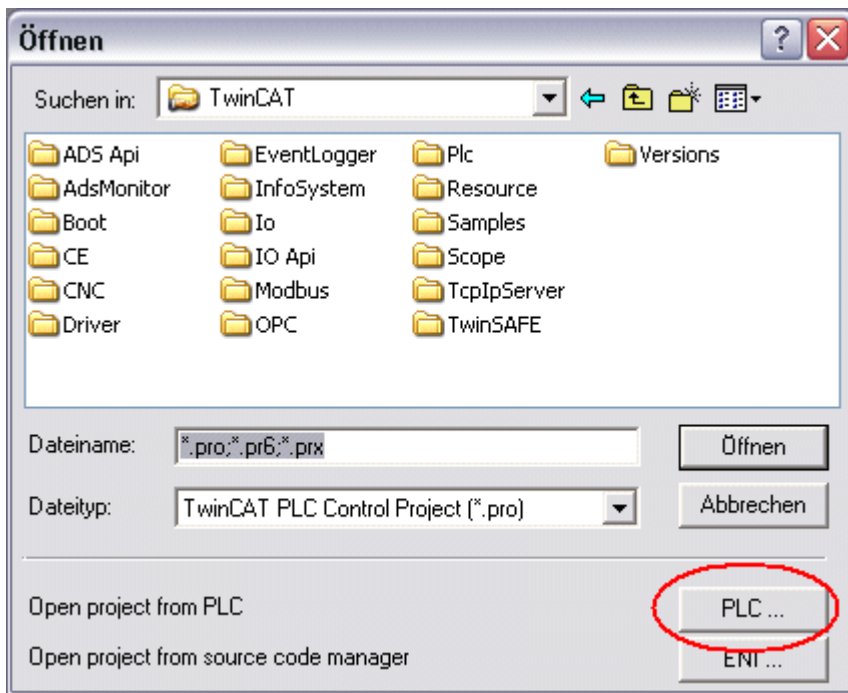 Öffnen
?
Suchen in: TwinCAT
ADS Api EventLogger Plc Versions
AdsMonitor InfoSystem Resource
Boot Io Samples
CE IO Api Scope
CNC Modbus TcpIpServer
Driver OPC TwinSAFE
Dateiname: *.pro;*.pr6;*.prx Öffnen
Dateityp: TwinCAT PLC Control Project (*.pro) Abbrechen
Open project from PLC PLC ...
Open project from source code manager ENI ...